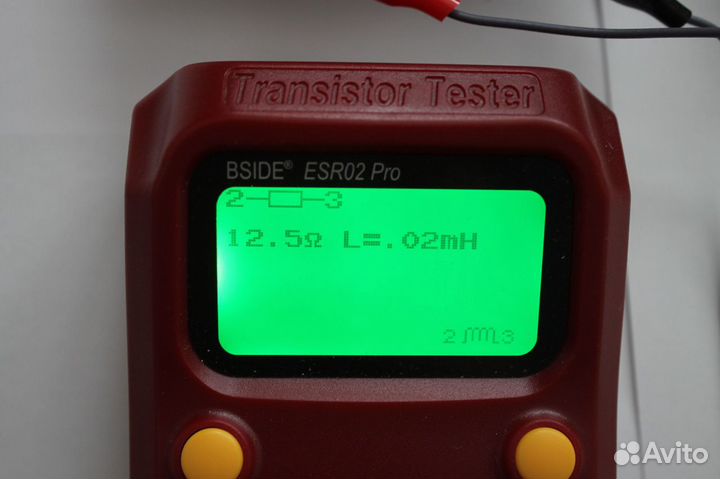 Transistor Tester
BSIDE® ESR02 Pro
2 3
12.5Ω L=.02mH
2 3
Avito